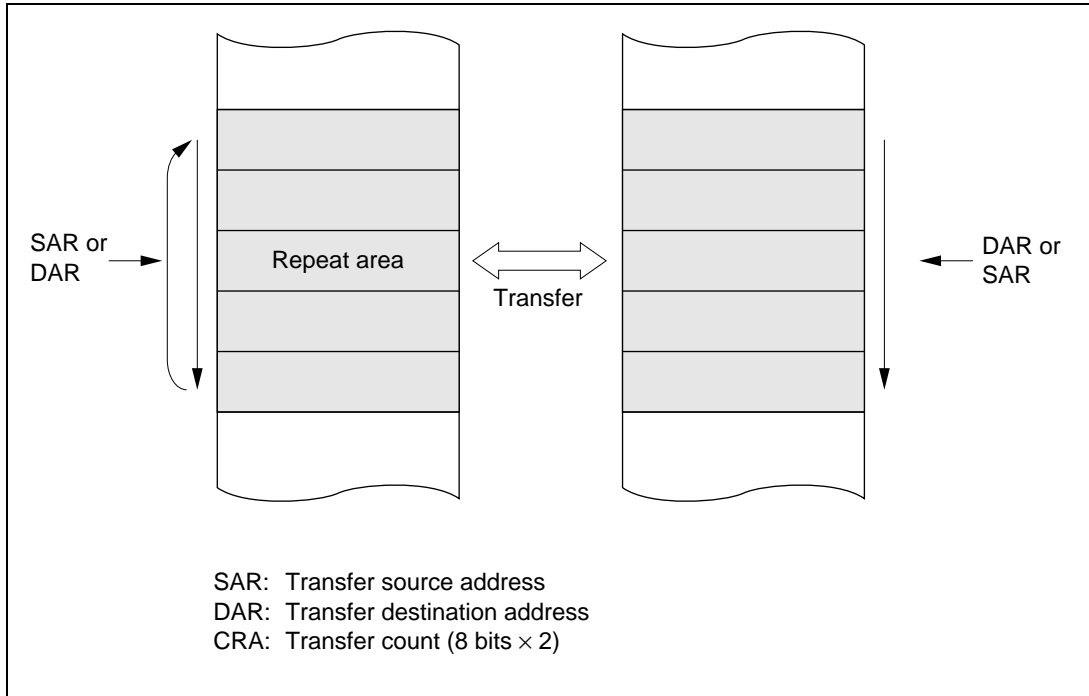 SAR or
DAR
Repeat area
Transfer
DAR or
SAR
SAR: Transfer source address
DAR: Transfer destination address
CRA: Transfer count (8 bits × 2)